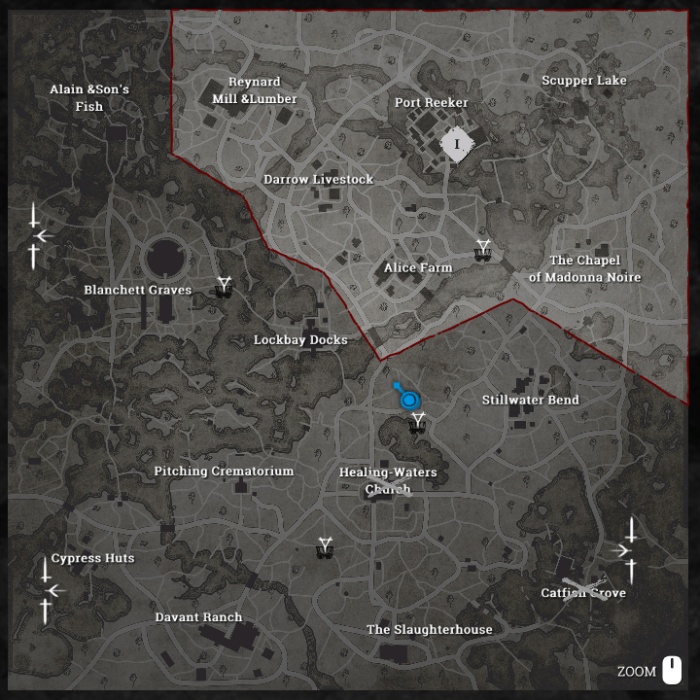 Alain &Son's
Fish
Reynard
Mill &Lumber
Port Reeker
Scupper Lake
I
Darrow Livestock
Blanchett Graves
Alice Farm
The Chapel
of Madonna Noire
Lockbay Docks
Stillwater Bend
Pitching Crematorium
Healing-Waters
Church
Cypress Huts
Catfish Grove
Davant Ranch
The Slaughterhouse
ZOOM